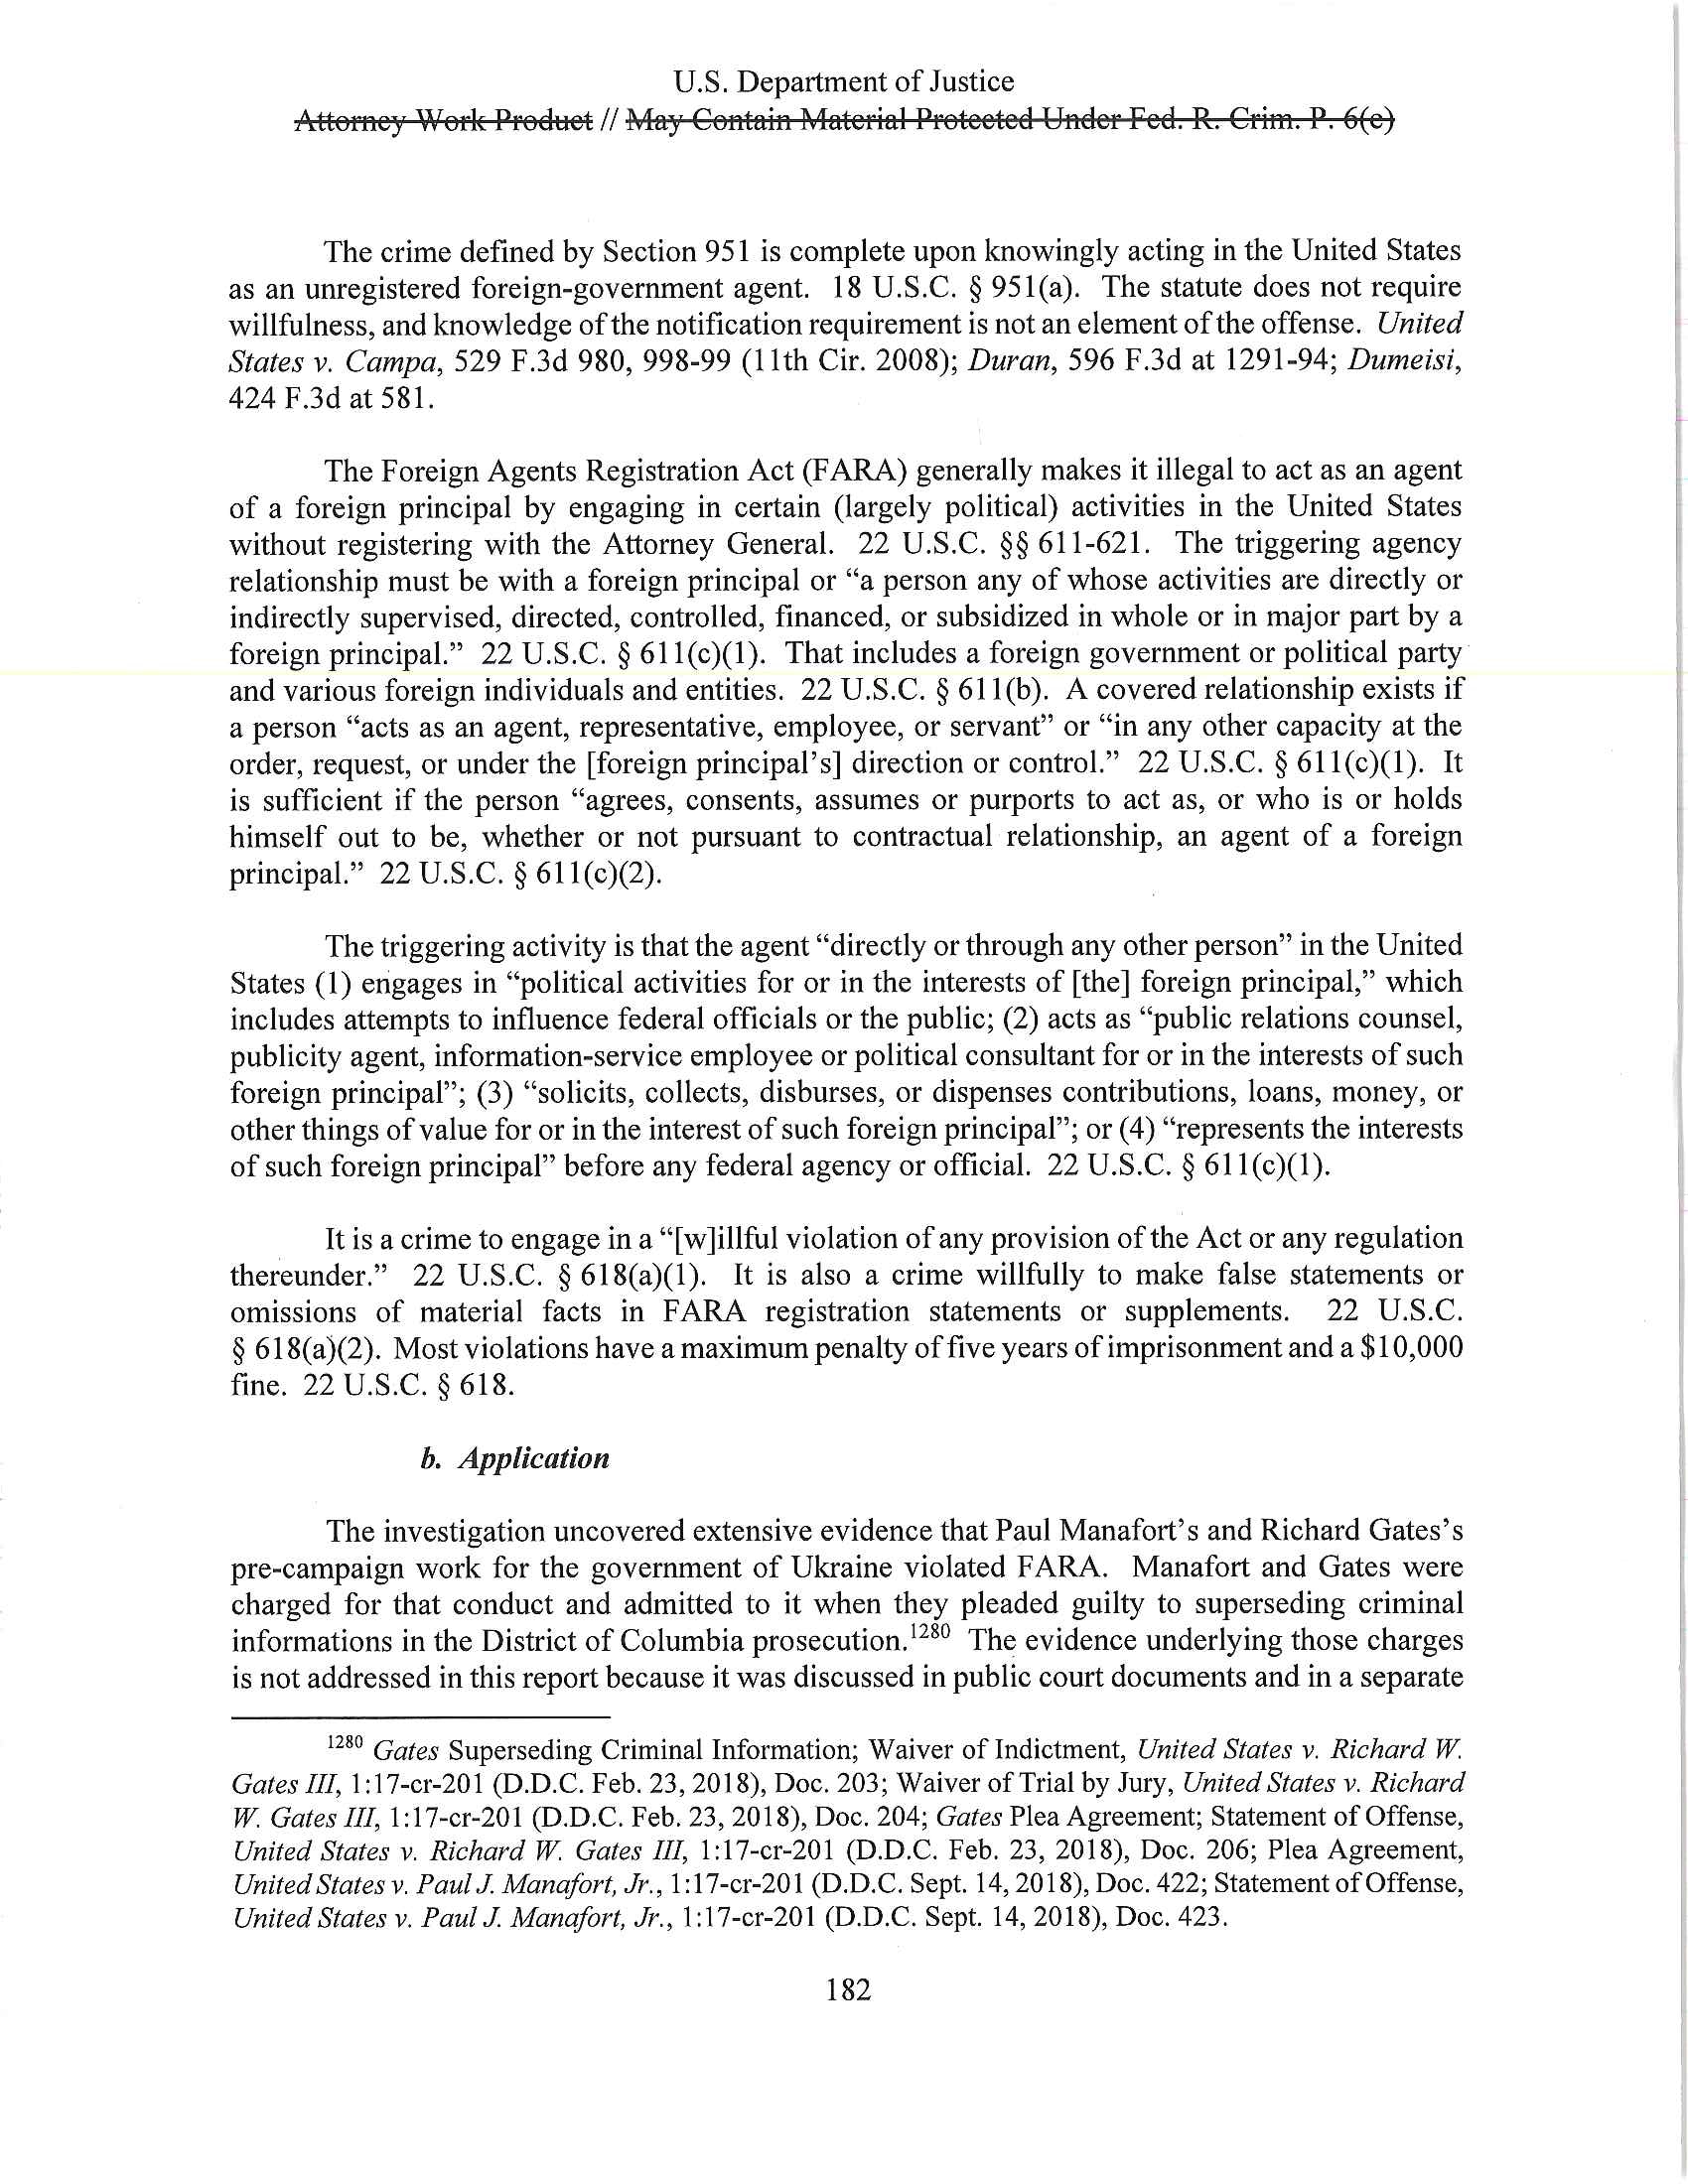 U.S. Department of Justice
Attorney Work Product // May Contain Material Protected Under Fed. R. Crim. P. 6(e)
The crime defined by Section 951 is complete upon knowingly acting in the United States
as an unregistered foreign-government agent. 18 U.S.C. § 951(a). The statute does not require
willfulness, and knowledge of the notification requirement is not an element of the offense. United
States v. Campa, 529 F.3d 980, 998-99 (11th Cir. 2008); Duran, 596 F.3d at 1291-94; Dumeisi,
424 F.3d at 581.
The Foreign Agents Registration Act (FARA) generally makes it illegal to act as an agent
of a foreign principal by engaging in certain (largely political) activities in the United States
without registering with the Attorney General. 22 U.S.C. §§ 611-621. The triggering agency
relationship must be with a foreign principal or “a person any of whose activities are directly or
indirectly supervised, directed, controlled, financed, or subsidized in whole or in major part by a
foreign principal.” 22 U.S.C. § 611(c)(1). That includes a foreign government or political party
and various foreign individuals and entities. 22 U.S.C. § 611(b). A covered relationship exists if
a person “acts as an agent, representative, employee, or servant” or “in any other capacity at the
order, request, or under the [foreign principal’s] direction or control.” 22 U.S.C. § 611(c)(1). It
is sufficient if the person “agrees, consents, assumes or purports to act as, or who is or holds
himself out to be, whether or not pursuant to contractual relationship, an agent of a foreign
principal.” 22 U.S.C. § 611(c)(2).
The triggering activity is that the agent “directly or through any other person” in the United
States (1) engages in “political activities for or in the interests of [the] foreign principal,” which
includes attempts to influence federal officials or the public; (2) acts as “public relations counsel,
publicity agent, information-service employee or political consultant for or in the interests of such
foreign principal”; (3) “solicits, collects, disburses, or dispenses contributions, loans, money, or
other things of value for or in the interest of such foreign principal”; or (4) “represents the interests
of such foreign principal” before any federal agency or official. 22 U.S.C. § 611(c)(1).
It is a crime to engage in a “[w]illful violation of any provision of the Act or any regulation
thereunder.” 22 U.S.C. § 618(a)(1). It is also a crime willfully to make false statements or
omissions of material facts in FARA registration statements or supplements. 22 U.S.C.
§ 618(a)(2). Most violations have a maximum penalty of five years of imprisonment and a $10,000
fine. 22 U.S.C. § 618.
b. Application
The investigation uncovered extensive evidence that Paul Manafort’s and Richard Gates’s
pre-campaign work for the government of Ukraine violated FARA. Manafort and Gates were
charged for that conduct and admitted to it when they pleaded guilty to superseding criminal
informations in the District of Columbia prosecution.1280 The evidence underlying those charges
is not addressed in this report because it was discussed in public court documents and in a separate
1280 Gates Superseding Criminal Information; Waiver of Indictment, United States v. Richard W.
Gates III, 1:17-cr-201 (D.D.C. Feb. 23, 2018), Doc. 203; Waiver of Trial by Jury, United States v. Richard
W. Gates III, 1:17-cr-201 (D.D.C. Feb. 23, 2018), Doc. 204; Gates Plea Agreement; Statement of Offense,
United States v. Richard W. Gates III, 1:17-cr-201 (D.D.C. Feb. 23, 2018), Doc. 206; Plea Agreement,
United States v. Paul J. Manafort, Jr., 1:17-cr-201 (D.D.C. Sept. 14, 2018), Doc. 422; Statement of Offense,
United States v. Paul J. Manafort, Jr., 1:17-cr-201 (D.D.C. Sept. 14, 2018), Doc. 423.
182